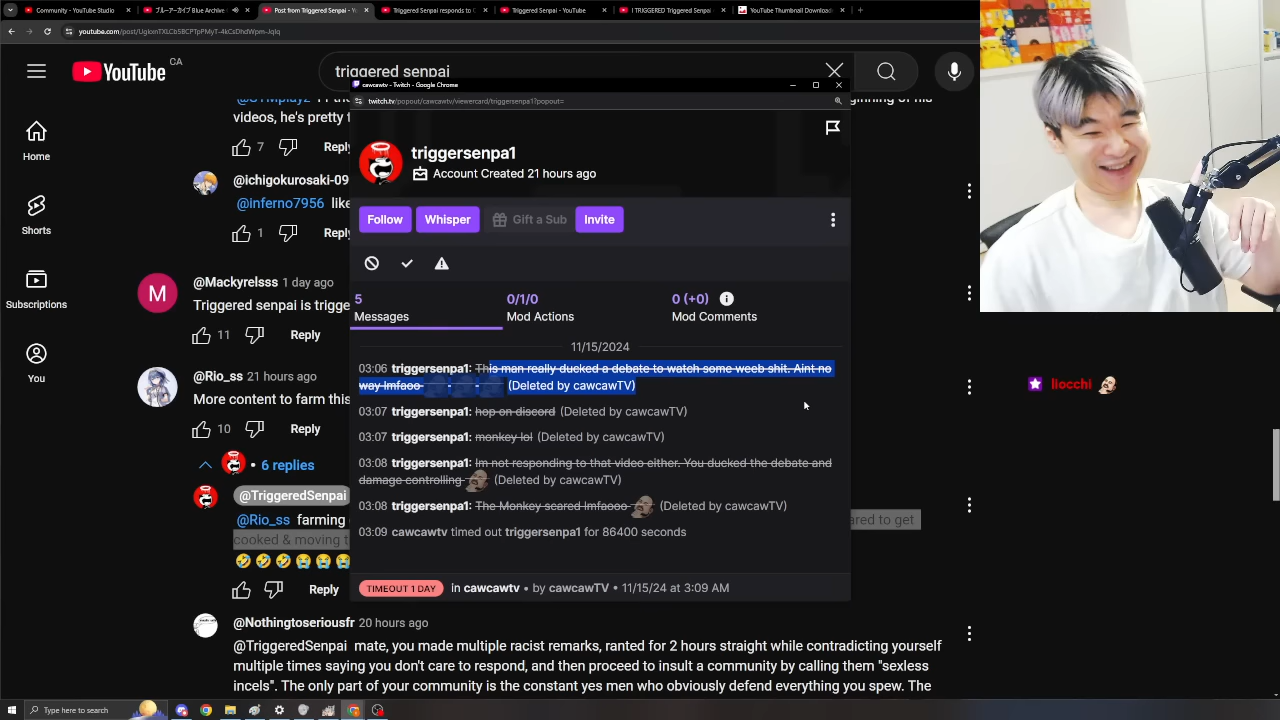 Community - YouTube Studio
ブルーアーカイブ Blue Archive
Post from Triggered Senpai - Y
Triggered Senpai responds to C
Triggered Senpai - YouTube
I TRIGGERED Triggered Senpai
YouTube Thumbnail Download
YouTube CA
triggered senpai
Home
Shorts
Subscriptions
You
videos, he's pretty
7
Reply
@ichigokurosaki-09
@inferno7956 like
1
Reply
M
@Mackyrelsss 1 day ago
Triggered senpai is trigge
11
Reply
@Rio_ss 21 hours ago
More content to farm this
10
Reply
6 replies
@TriggeredSenpai
@Rio_ss farming
ared to get
cooked & moving t
Reply
@Nothingtoseriousfr 20 hours ago
@TriggeredSenpai mate, you made multiple racist remarks, ranted for 2 hours straight while contradicting yourself
multiple times saying you don't care to respond, and then proceed to insult a community by calling them "sexless
incels". The only part of your community is the constant yes men who obviously defend everything you spew. The
cawcawtv - Twitch - Google Chrome
twitch.tv/popout/cawcawtv/viewercard/triggersenpa1?popout=
triggersenpa1
Account Created 21 hours ago
Follow
Whisper
Gift a Sub
Invite
5
Messages
0/1/0
Mod Actions
0 (+0)
Mod Comments
11/15/2024
03:06 triggersenpa1: This man really ducked a debate to watch some weeb shit. Aint no
way lmfaoo - - (Deleted by cawcawTV)
03:07 triggersenpa1: hop on discord (Deleted by cawcawTV)
03:07 triggersenpa1: monkey lol (Deleted by cawcawTV)
03:08 triggersenpa1: Im not responding to that video either. You ducked the debate and
damage controlling (Deleted by cawcawTV)
03:08 triggersenpa1: The Monkey scared lmfaooo (Deleted by cawcawTV)
03:09 cawcawtv timed out triggersenpa1 for 86400 seconds
TIMEOUT 1 DAY in cawcawtv • by cawcawTV • 11/15/24 at 3:09 AM
liocchi
Type here to search